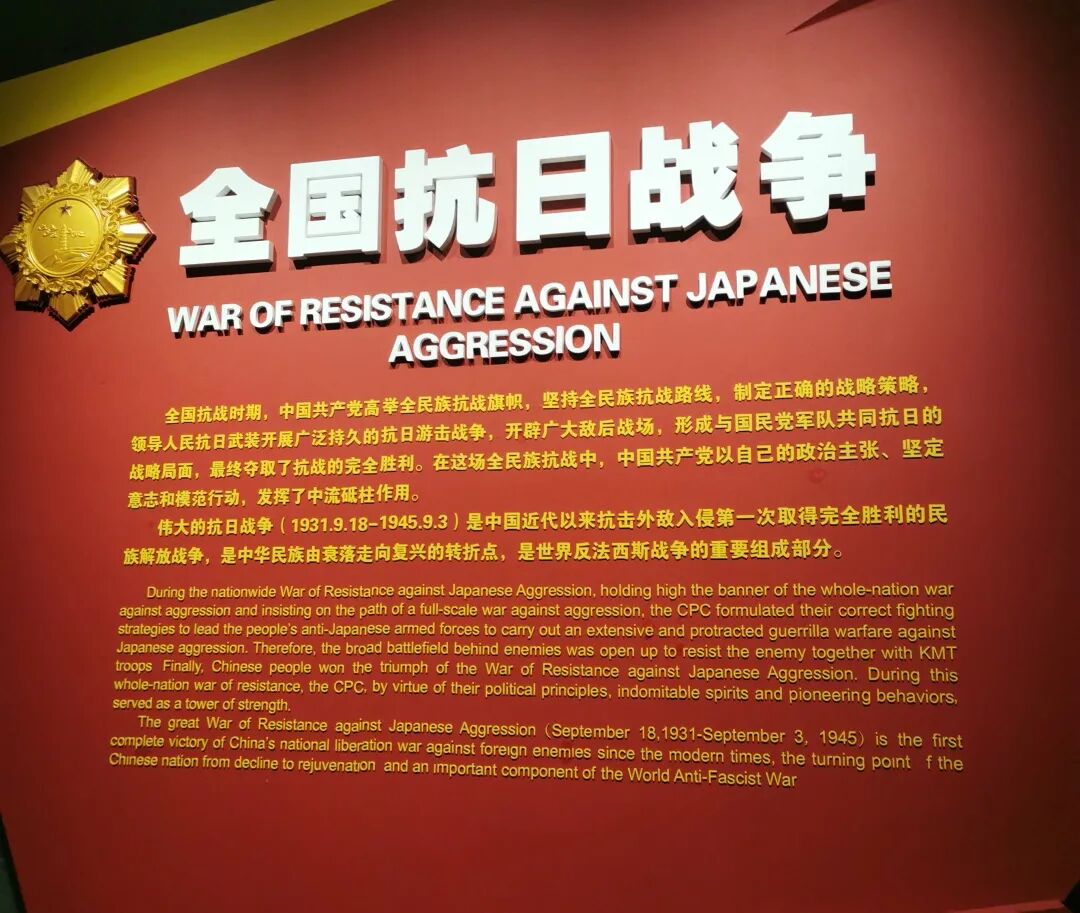 全国抗日战争
WAR OF RESISTANCE AGAINST JAPANESE
AGGRESSION
全国抗战时期，中国共产党高举全民族抗战旗帜，坚持全民族抗战路线，制定正确的战略策略，
领导人民抗日武装开展广泛持久的抗日游击战争，开辟广大敌后战场，形成与国民党军队共同抗日的
战略局面，最终夺取了抗战的完全胜利。在这场全民族抗战中，中国共产党以自己的政治主张、坚定
意志和模范行动，发挥了中流砥柱作用。
伟大的抗日战争（1931.9.18-1945.9.3）是中国近代以来抗击外敌入侵第一次取得完全胜利的民
族解放战争，是中华民族由衰落走向复兴的转折点，是世界反法西斯战争的重要组成部分。
During the nationwide War of Resistance against Japanese Aggression, holding high the banner of the whole-nation war
against aggression and insisting on the path of a full-scale war against aggression, the CPC formulated their correct fighting
strategies to lead the people's anti-Japanese armed forces to carry out an extensive and protracted guerrilla warfare against
Japanese aggression. Therefore, the broad battlefield behind enemies was open up to resist the enemy together with KMT
troops Finally, Chinese people won the triumph of the War of Resistance against Japanese Aggression. During this
whole-nation war of resistance, the CPC, by virtue of their political principles, indomitable spirits and pioneering behaviors,
served as a tower of strength.
The great War of Resistance against Japanese Aggression (September 18,1931-September 3, 1945) is the first
complete victory of China's national liberation war against foreign enemies since the modern times, the turning point f the
Chinese nation from decline to rejuvenation and an important component of the World Anti-Fascist War